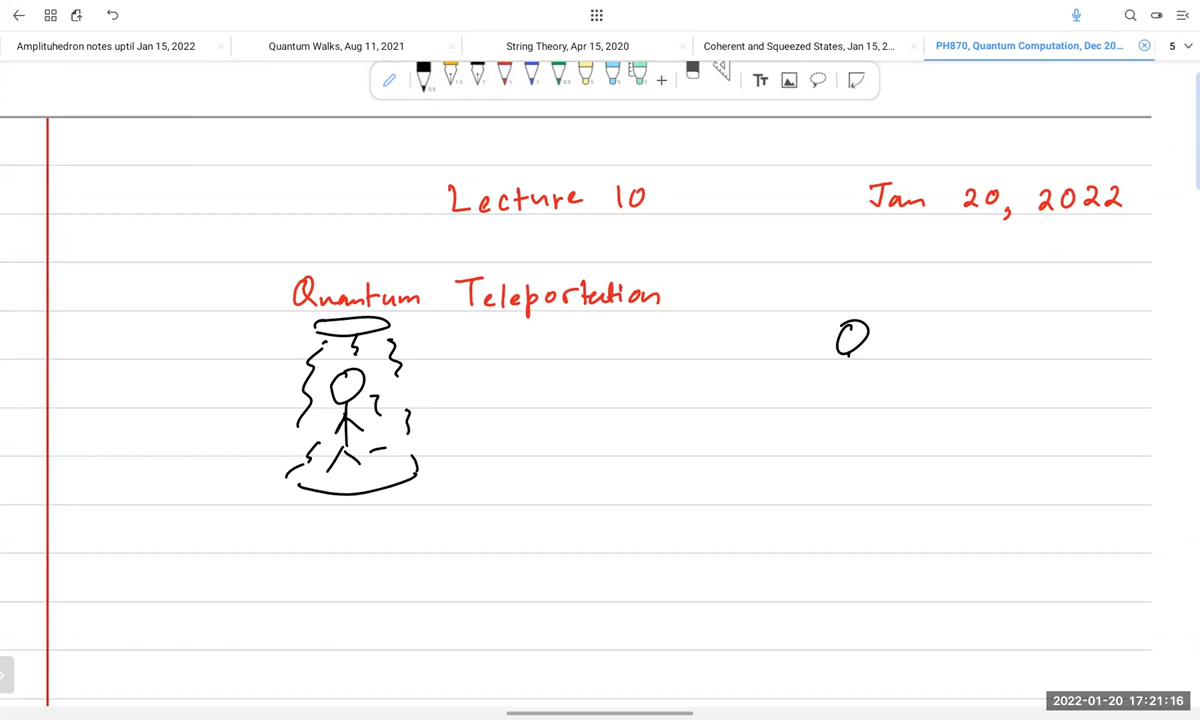 Amplituhedron notes uptil Jan 15, 2022
Quantum Walks, Aug 11, 2021
String Theory, Apr 15, 2020
Coherent and Squeezed States, Jan 15, 2...
PH870, Quantum Computation, Dec 20...
5
TT
Lecture 10
Jan 20, 2022
Quantum Teleportation
2022-01-20 17:21:16